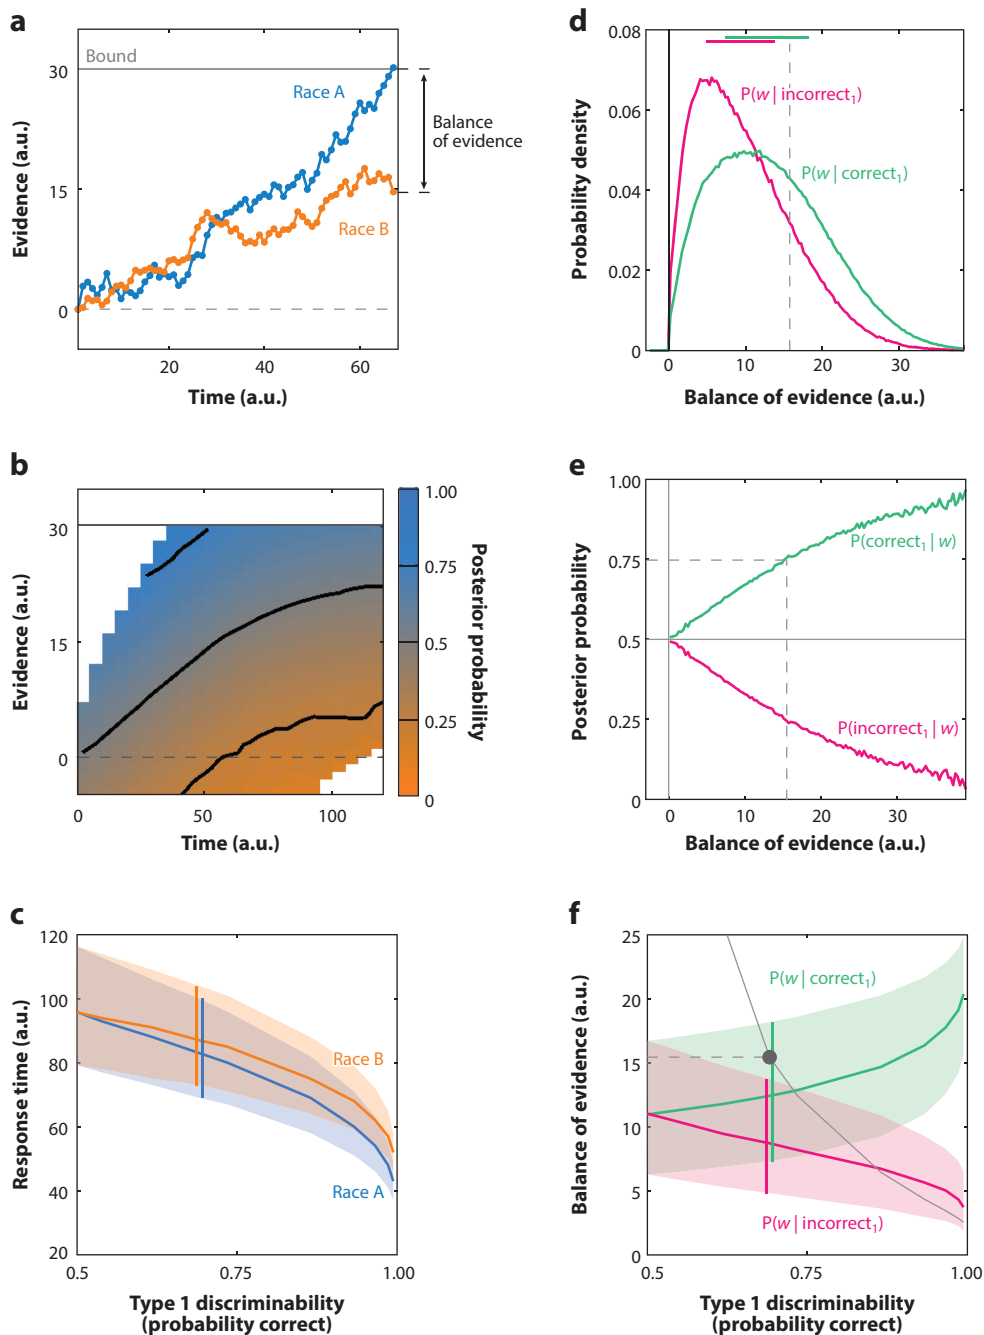 a
30
15
0
20
40
60
Evidence (a.u.)
Time (a.u.)
Bound
Race A
Race B
Balance
of evidence
d
0.08
0.06
0.04
0.02
0
0
10
20
30
Probability density
Balance of evidence (a.u.)
P(w | incorrect₁)
P(w | correct₁)
b
30
15
0
0
50
100
Evidence (a.u.)
Time (a.u.)
1.00
0.75
0.5
0.25
0
Posterior probability
e
1.00
0.75
0.5
0.25
0
0
10
20
30
Posterior probability
Balance of evidence (a.u.)
P(correct₁ | w)
P(incorrect₁ | w)
c
120
100
80
60
40
20
0.5
0.75
1.00
Response time (a.u.)
Race B
Race A
Type 1 discriminability
(probability correct)
f
25
20
15
10
5
0
0.5
0.75
1.00
Balance of evidence (a.u.)
P(w | correct₁)
P(w | incorrect₁)
Type 1 discriminability
(probability correct)